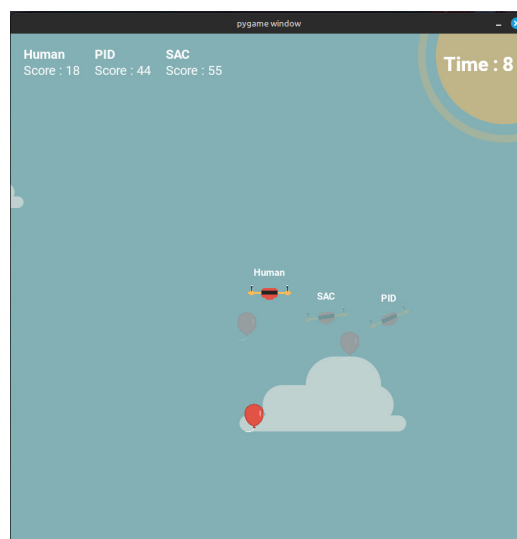 pygame window
Human PID SAC
Score : 18 Score : 44 Score : 55
Time : 8
Human
SAC
PID